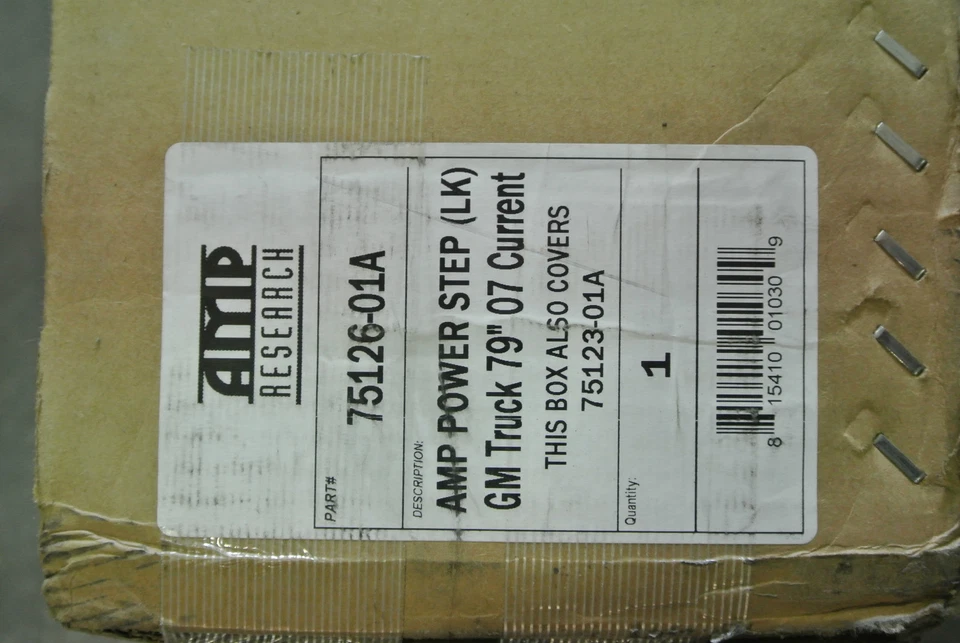 AMP
RESEARCH
PART#
75126-01A
DESCRIPTION:
AMP POWER STEP (LK)
GM Truck 79" 07 Current
THIS BOX ALSO COVERS
75123-01A
Quantity:
1
8 15410 01030 9